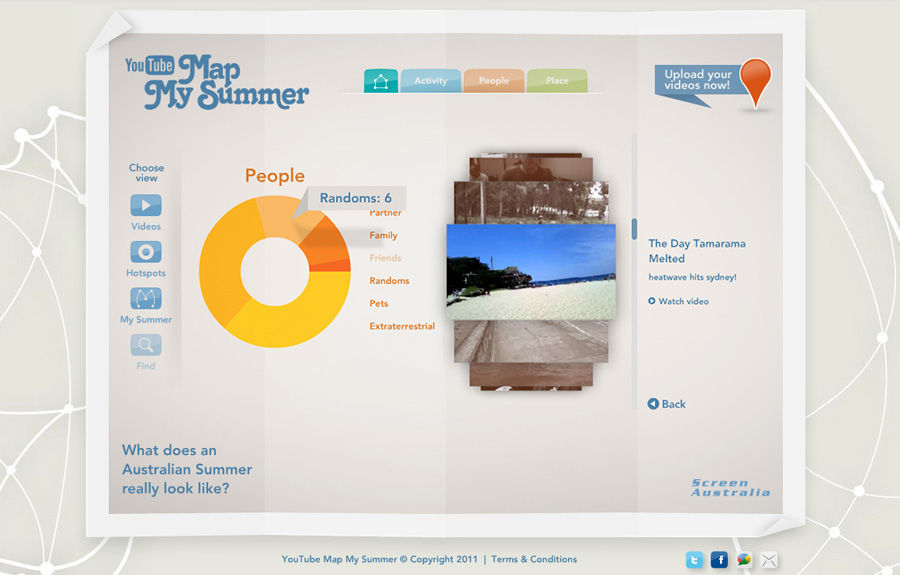 YouTube Map
My Summer
Activity
People
Place
Upload your
videos now!
Choose
view
Videos
Hotspots
My Summer
Find
People
Randoms: 6
Partner
Family
Friends
Randoms
Pets
Extraterrestrial
The Day Tamarama
Melted
heatwave hits sydney!
Watch video
Back
What does an
Australian Summer
really look like?
Screen
Australia
YouTube Map My Summer © Copyright 2011 | Terms & Conditions